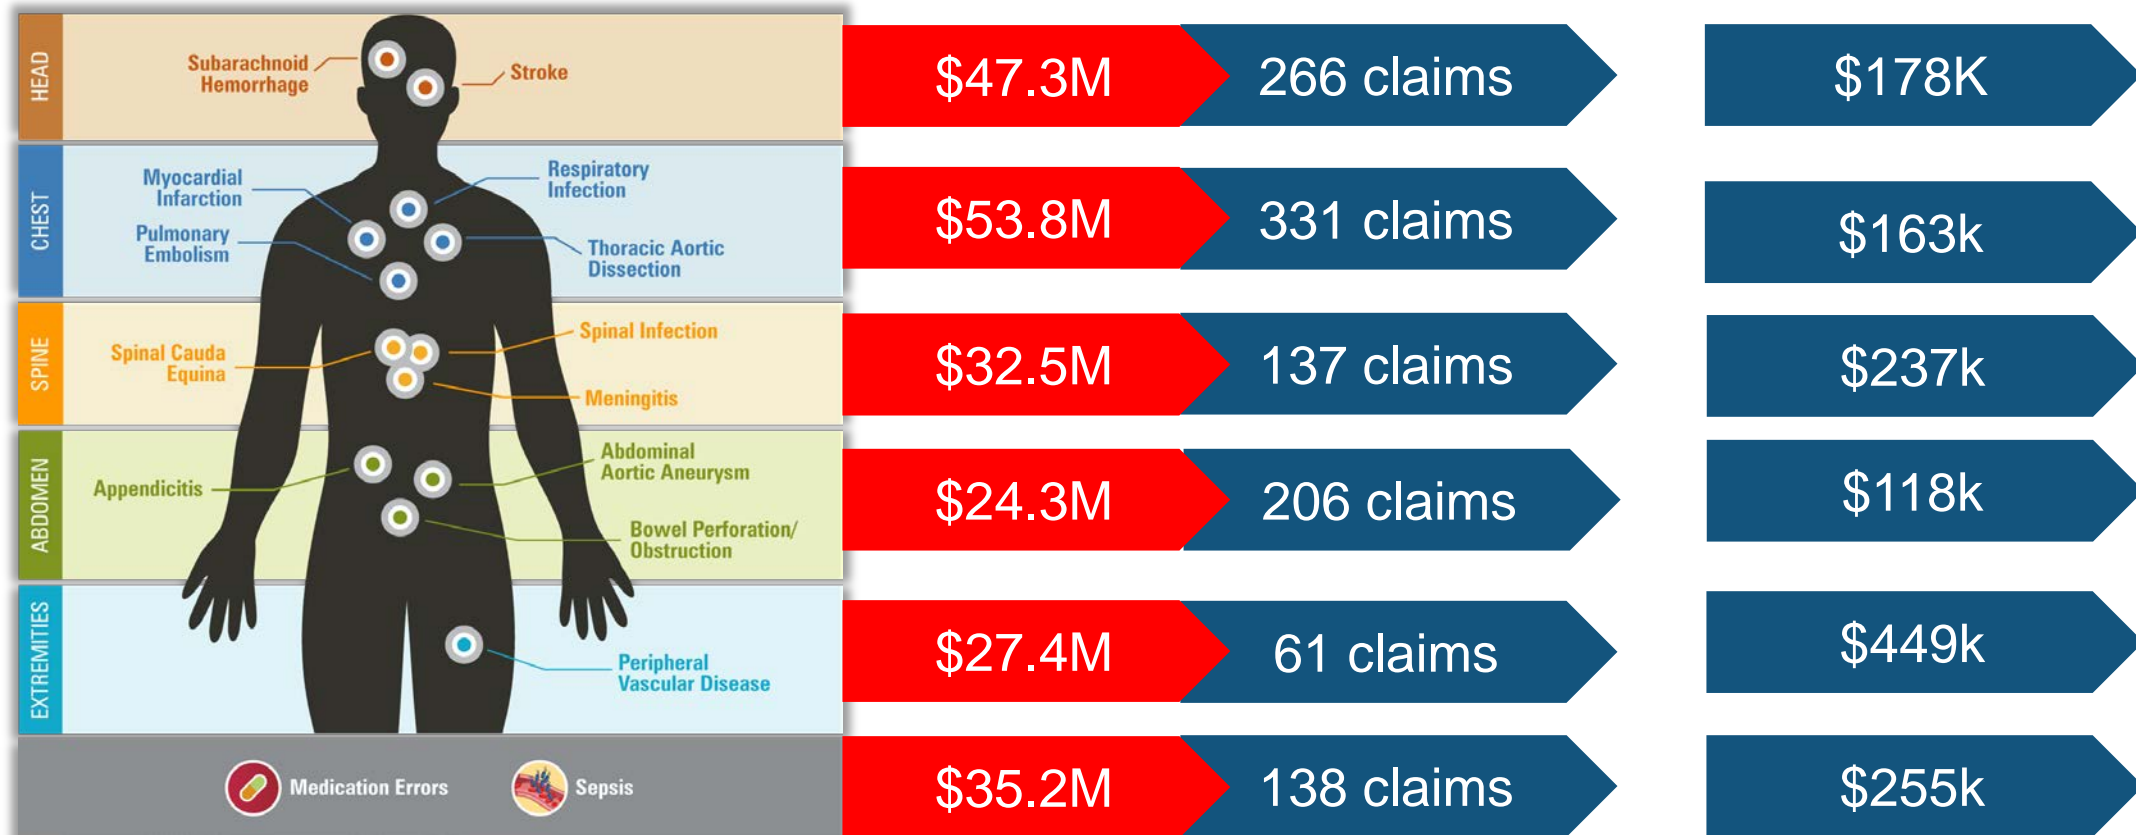 HEAD
Subarachnoid
Hemorrhage
Stroke
$47.3M
266 claims
$178K
CHEST
Myocardial
Infarction
Pulmonary
Embolism
Respiratory
Infection
Thoracic Aortic
Dissection
$53.8M
331 claims
$163k
SPINE
Spinal Cauda
Equina
Spinal Infection
Meningitis
$32.5M
137 claims
$237k
ABDOMEN
Appendicitis
Abdominal
Aortic Aneurysm
Bowel Perforation/
Obstruction
$24.3M
206 claims
$118k
EXTREMITIES
Peripheral
Vascular Disease
$27.4M
61 claims
$449k
Medication Errors
Sepsis
$35.2M
138 claims
$255k